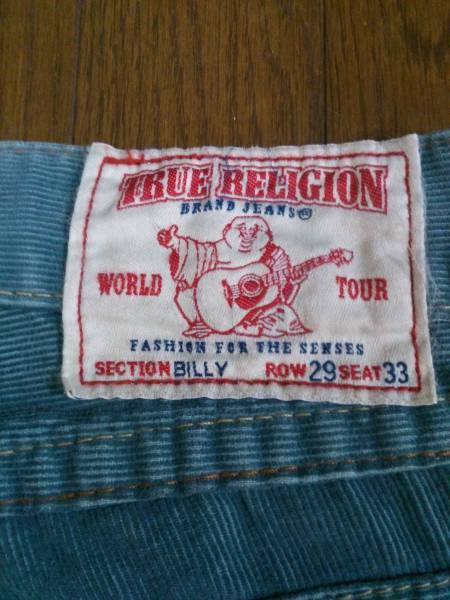 TRUE RELIGION
BRAND JEANS®
WORLD TOUR
FASHION FOR THE SENSES
SECTION BILLY ROW 29 SEAT 33